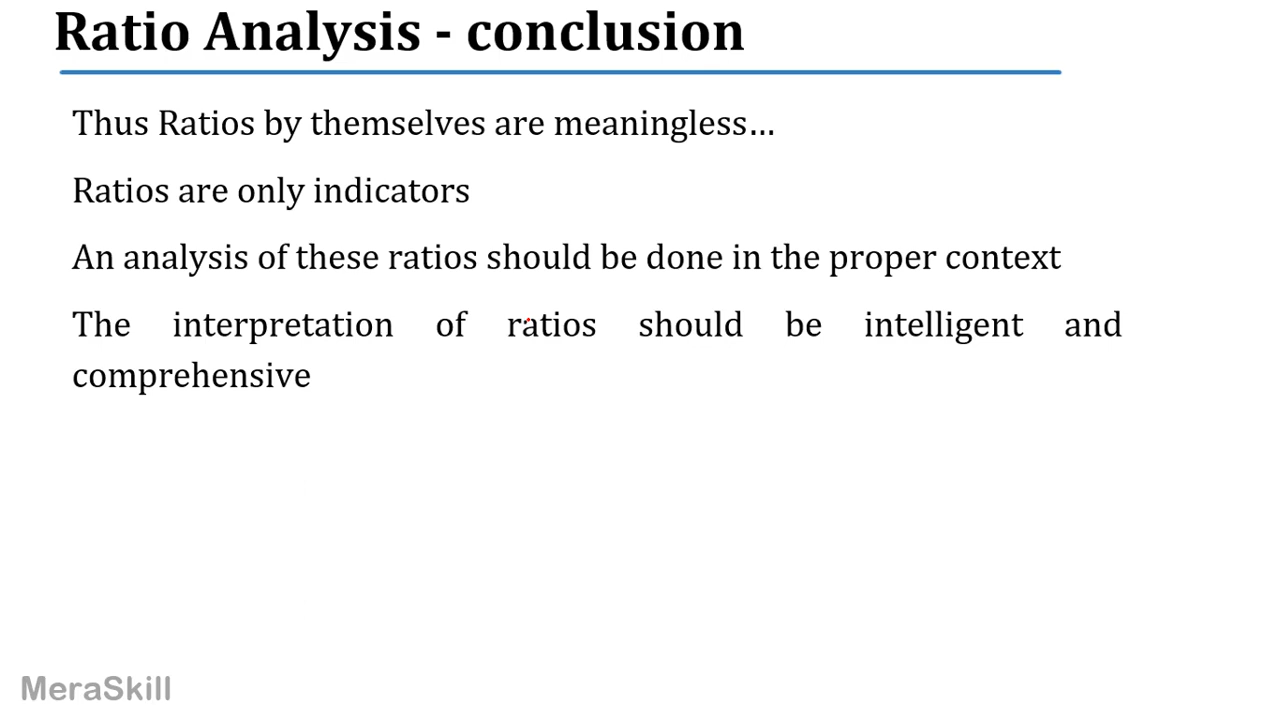 Ratio Analysis - conclusion
Thus Ratios by themselves are meaningless…
Ratios are only indicators
An analysis of these ratios should be done in the proper context
The interpretation of ratios should be intelligent and
comprehensive
MeraSkill